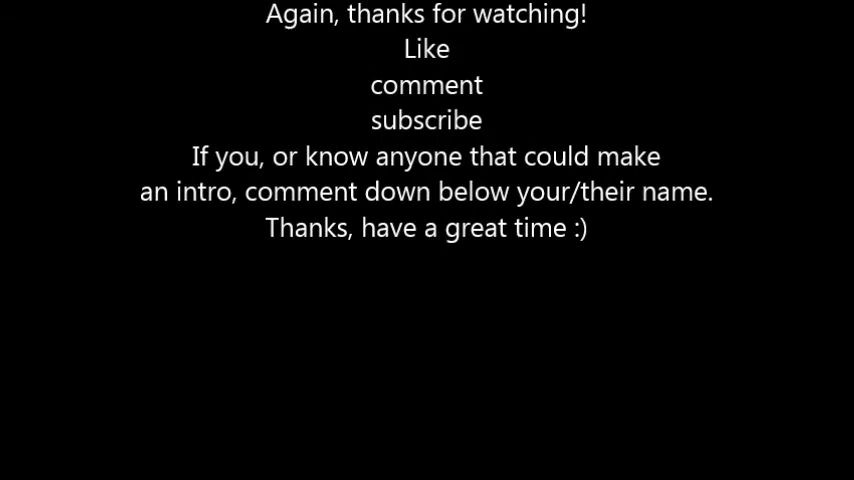 Again, thanks for watching!
Like
comment
subscribe
If you, or know anyone that could make
an intro, comment down below your/their name.
Thanks, have a great time :)